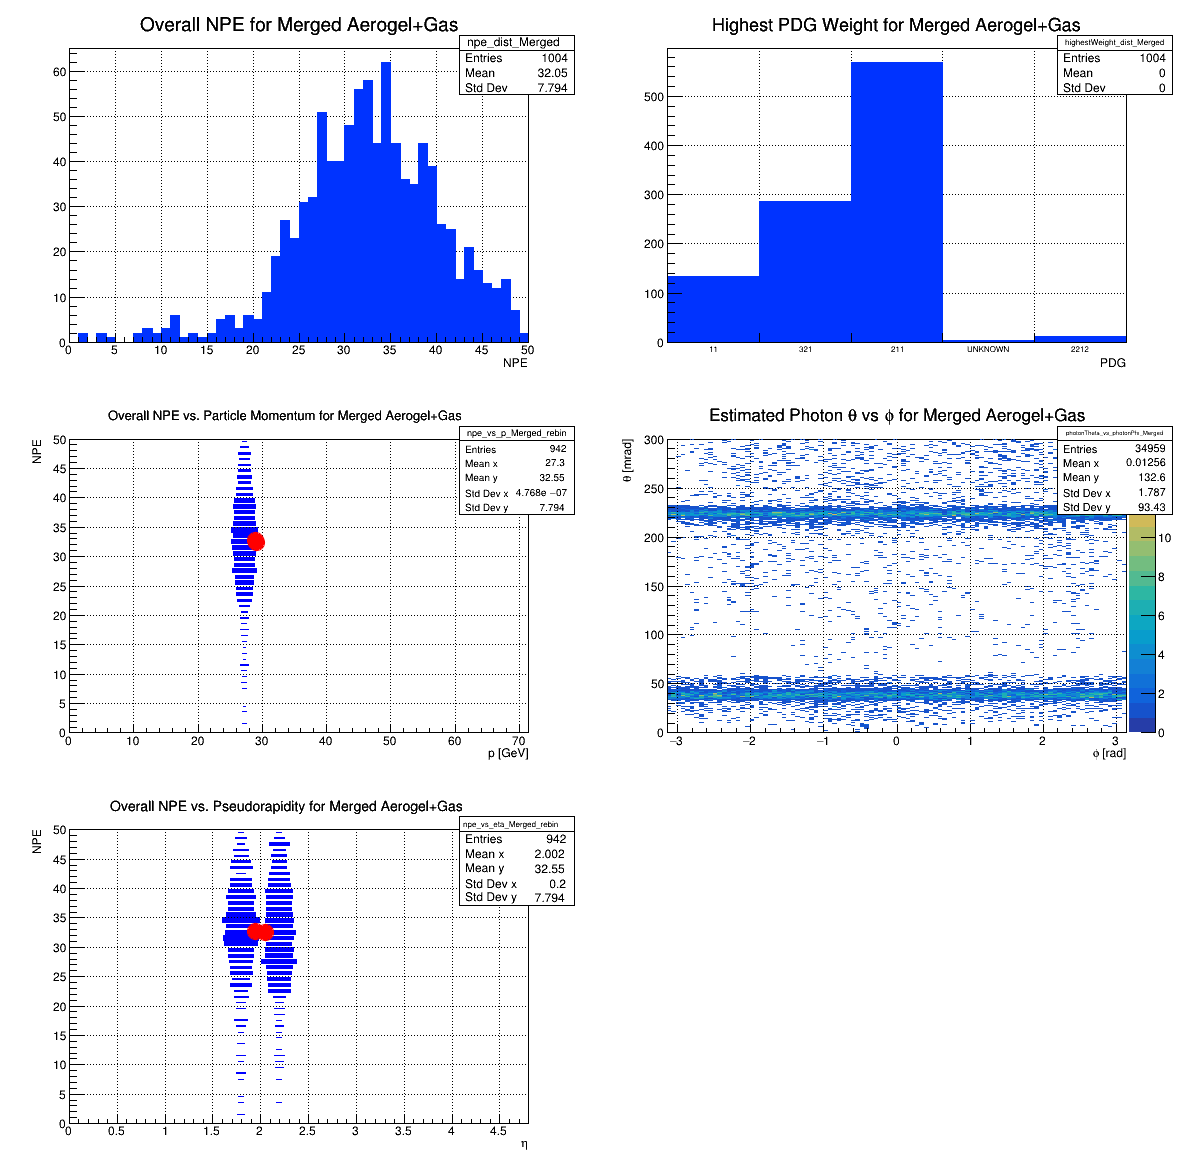 Overall NPE for Merged Aerogel+Gas
npe_dist_Merged
Entries 1004
Mean 32.05
Std Dev 7.794
60
50
40
30
20
10
0
0 5 10 15 20 25 30 35 40 45 50
NPE
Highest PDG Weight for Merged Aerogel+Gas
highestWeight_dist_Merged
Entries 1004
Mean 0
Std Dev 0
500
400
300
200
100
0
11 321 211 UNKNOWN 2212
PDG
Overall NPE vs. Particle Momentum for Merged Aerogel+Gas
npe_vs_p_Merged_rebin
Entries 942
Mean x 27.3
Mean y 32.55
Std Dev x 4.768e −07
Std Dev y 7.794
NPE
50
45
40
35
30
25
20
15
10
5
0
0 10 20 30 40 50 60 70
p [GeV]
Estimated Photon θ vs ϕ for Merged Aerogel+Gas
photonTheta_vs_photonPhi_Merged
Entries 34959
Mean x 0.01256
Mean y 132.6
Std Dev x 1.787
Std Dev y 93.43
θ [mrad]
300
250
200
150
100
50
0
−3 −2 −1 0 1 2 3
ϕ [rad]
10
8
6
4
2
0
Overall NPE vs. Pseudorapidity for Merged Aerogel+Gas
npe_vs_eta_Merged_rebin
Entries 942
Mean x 2.002
Mean y 32.55
Std Dev x 0.2
Std Dev y 7.794
NPE
50
45
40
35
30
25
20
15
10
5
0
0 0.5 1 1.5 2 2.5 3 3.5 4 4.5
η